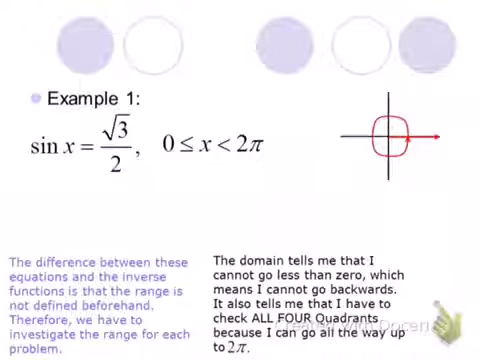 Example 1:
sin x = √3/2, 0 ≤ x < 2π
The difference between these
equations and the inverse
functions is that the range is
not defined beforehand.
Therefore, we have to
investigate the range for each
problem.
The domain tells me that I
cannot go less than zero, which
means I cannot go backwards.
It also tells me that I have to
check ALL FOUR Quadrants
because I can go all the way up
to 2π.